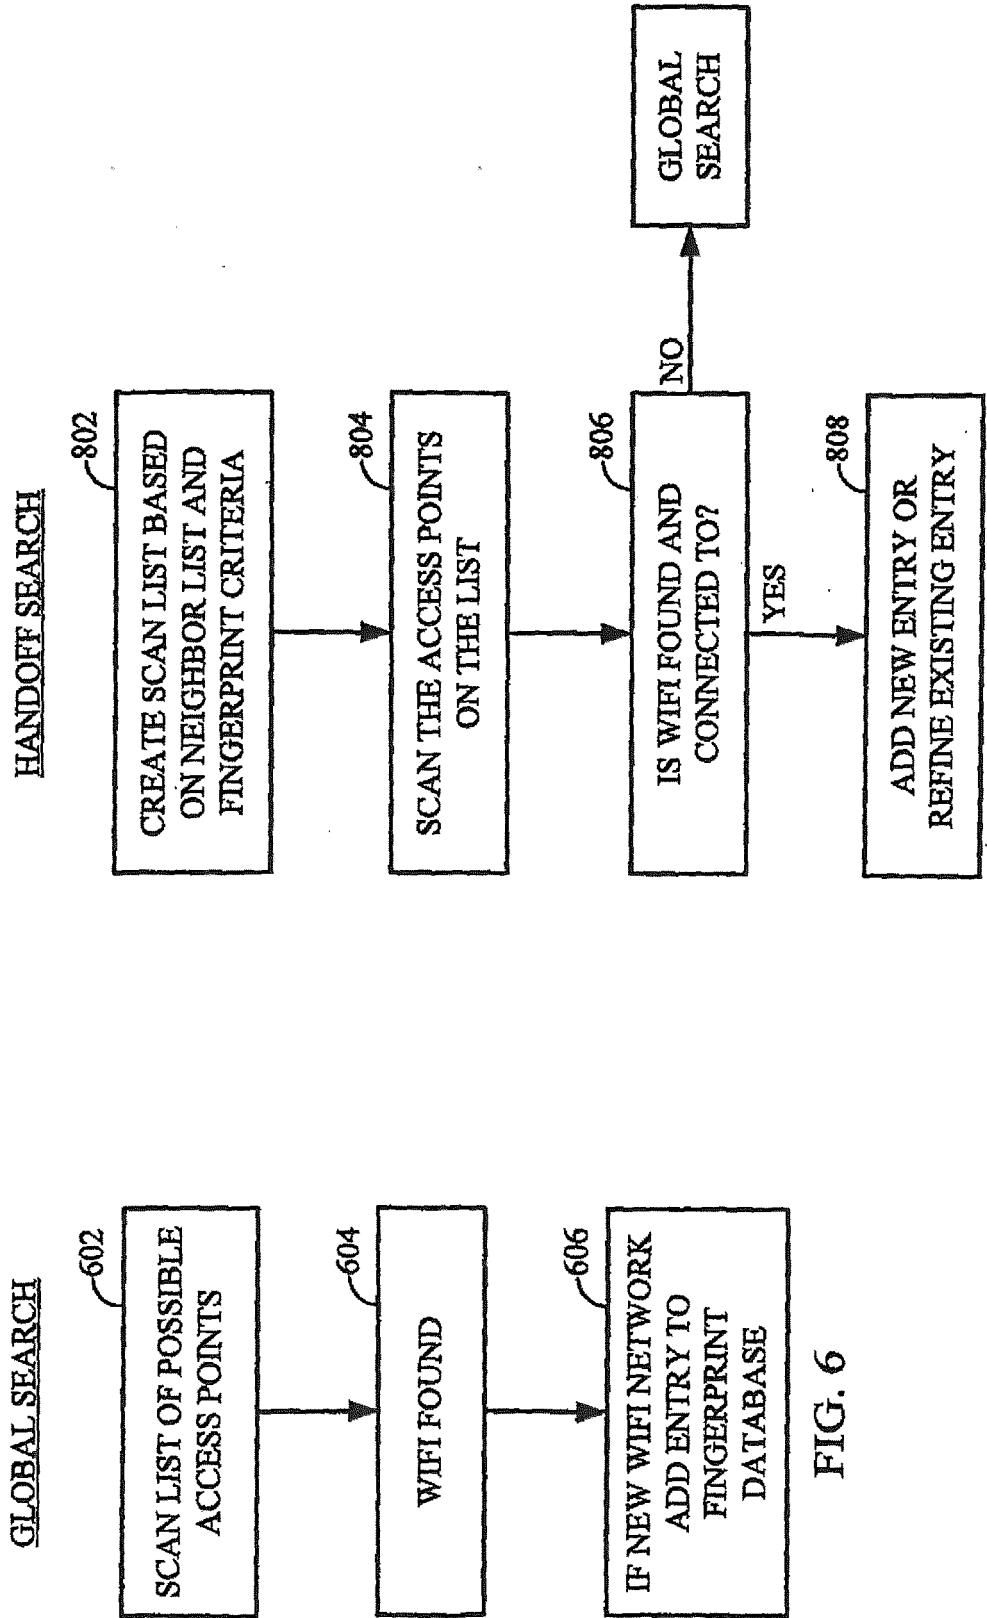 GLOBAL SEARCH
602
SCAN LIST OF POSSIBLE
ACCESS POINTS
604
WIFI FOUND
606
IF NEW WIFI NETWORK
ADD ENTRY TO
FINGERPRINT
DATABASE
FIG. 6
HANDOFF SEARCH
802
CREATE SCAN LIST BASED
ON NEIGHBOR LIST AND
FINGERPRINT CRITERIA
804
SCAN THE ACCESS POINTS
ON THE LIST
806
IS WIFI FOUND AND
CONNECTED TO?
NO
GLOBAL
SEARCH
YES
808
ADD NEW ENTRY OR
REFINE EXISTING ENTRY